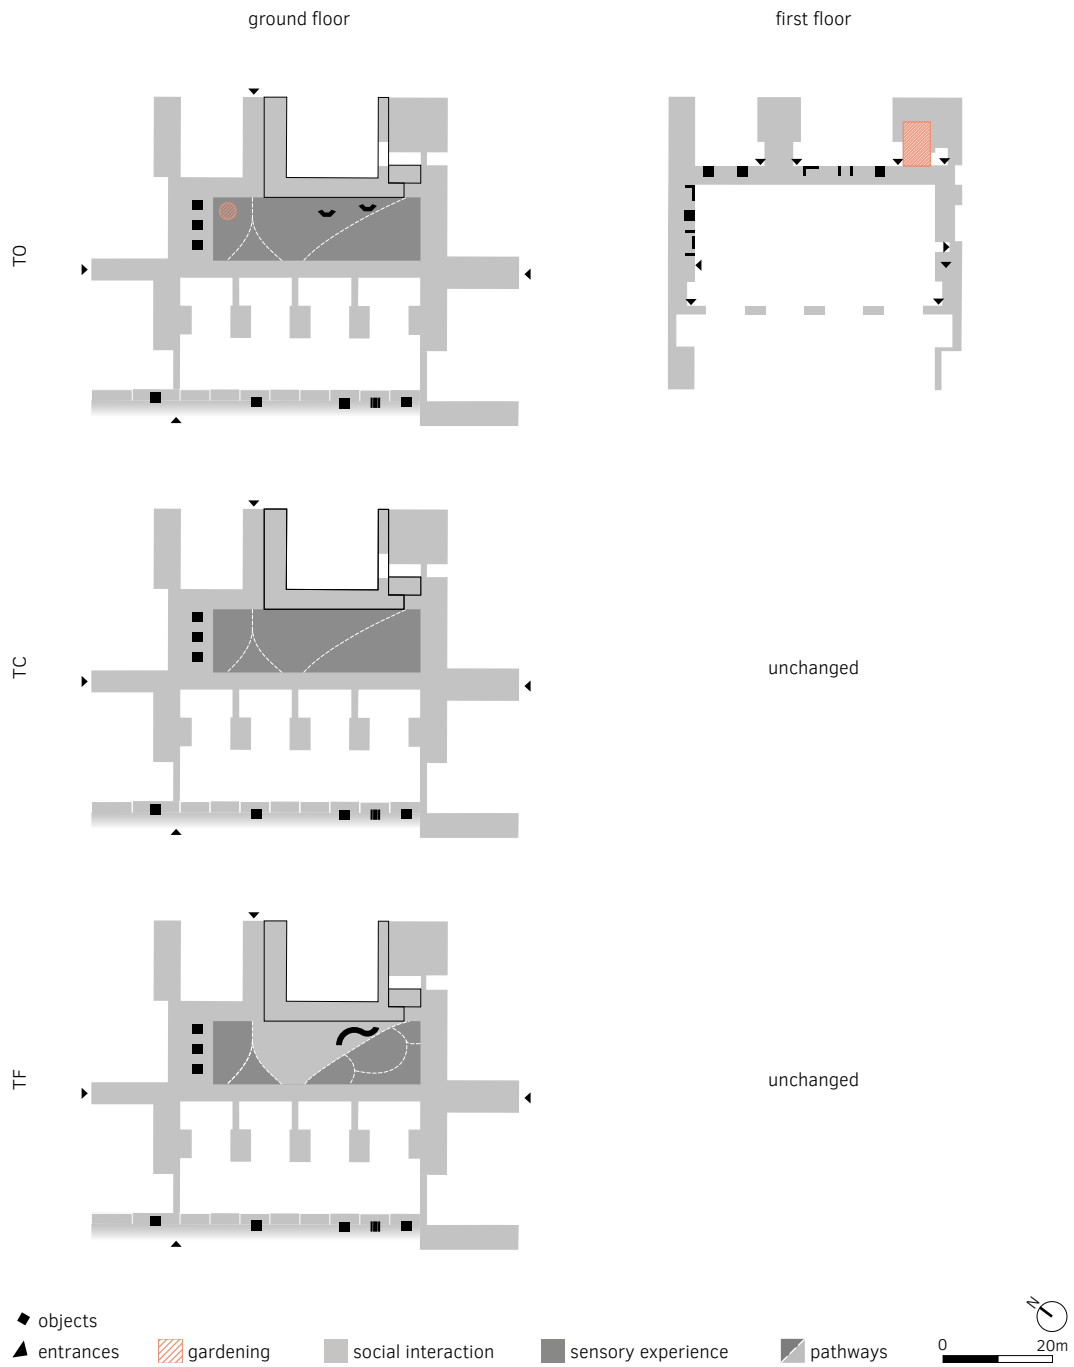 ground floor
first floor
TO
TC
unchanged
TF
unchanged
objects
N
entrances
gardening
social interaction
sensory experience
pathways
0
20m